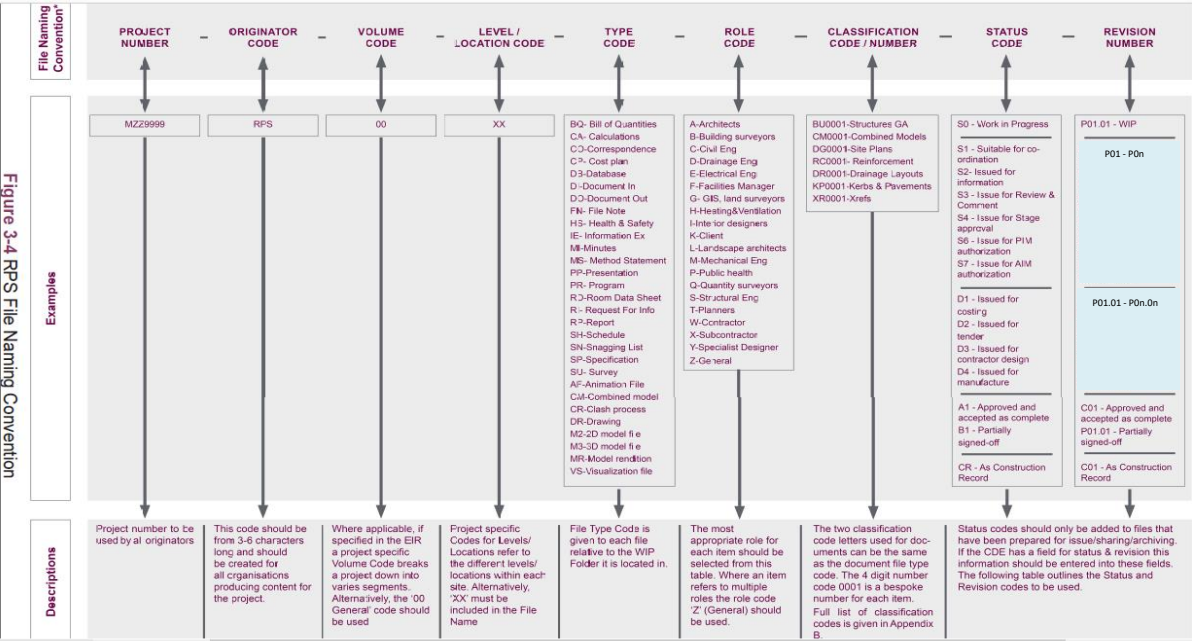 Figure 3-4 RPS File Naming Convention
File Naming
Convention*
PROJECT
NUMBER
–
ORIGINATOR
CODE
–
VOLUME
CODE
–
LEVEL /
LOCATION CODE
–
TYPE
CODE
–
ROLE
CODE
–
CLASSIFICATION
CODE / NUMBER
–
STATUS
CODE
–
REVISION
NUMBER
Examples
MZZ9999
RPS
00
XX
BQ- Bill of Quantities
CA- Calculations
CO-Correspondence
CP- Cost plan
DB-Database
DI-Document In
DO-Document Out
FN- File Note
HS- Health & Safety
IE- Information Ex
MI-Minutes
MS- Method Statement
PP-Presentation
PR- Program
RD-Room Data Sheet
RI- Request For Info
RP-Report
SH-Schedule
SN-Snagging List
SP-Specification
SU- Survey
AF-Animation File
CM-Combined model
CR-Clash process
DR-Drawing
M2-2D model file
M3-3D model file
MR-Model rendition
VS-Visualization file
A-Architects
B-Building surveyors
C-Civil Eng
D-Drainage Eng
E-Electrical Eng
F-Facilities Manager
G- GIS, land surveyors
H-Heating&Ventilation
I-Interior designers
K-Client
L-Landscape architects
M-Mechanical Eng
P-Public health
Q-Quantity surveyors
S-Structural Eng
T-Planners
W-Contractor
X-Subcontractor
Y-Specialist Designer
Z-General
BU0001-Structures GA
CM0001-Combined Models
DG0001-Site Plans
RC0001- Reinforcement
DR0001-Drainage Layouts
KP0001-Kerbs & Pavements
XR0001-Xrefs
S0 - Work in Progress
S1 - Suitable for co-
ordination
S2- Issued for
information
S3 - Issue for Review &
Comment
S4 - Issue for Stage
approval
S6 - Issue for PIM
authorization
S7 - Issue for AIM
authorization
D1 - Issued for
costing
D2 - Issued for
tender
D3 - Issued for
contractor design
D4 - Issued for
manufacture
A1 - Approved and
accepted as complete
B1 - Partially
signed-off
CR - As Construction
Record
P01.01 - WIP
P01 - P0n
P01.01 - P0n.0n
C01 - Approved and
accepted as complete
P01.01 - Partially
signed-off
C01 - As Construction
Record
Descriptions
Project number to be
used by all originators
This code should be
from 3-6 characters
long and should
be created for
all organisations
producing content for
the project.
Where applicable, if
specified in the EIR
a project specific
Volume Code breaks
a project down into
varies segments.
Alternatively, the '00
General' code should
be used
Project specific
Codes for Levels/
Locations refer to
the different levels/
locations within each
site. Alternatively,
'XX' must be
included in the File
Name
File Type Code is
given to each file
relative to the WIP
Folder it is located in.
The most
appropriate role for
each item should be
selected from this
table. Where an item
refers to multiple
roles the role code
'Z' (General) should
be used.
The two classification
code letters used for doc-
uments can be the same
as the document file type
code. The 4 digit number
code 0001 is a bespoke
number for each item.
Full list of classification
codes is given in Appendix
B.
Status codes should only be added to files that
have been prepared for issue/sharing/archiving.
If the CDE has a field for status & revision this
information should be entered into these fields.
The following table outlines the Status and
Revision codes to be used.